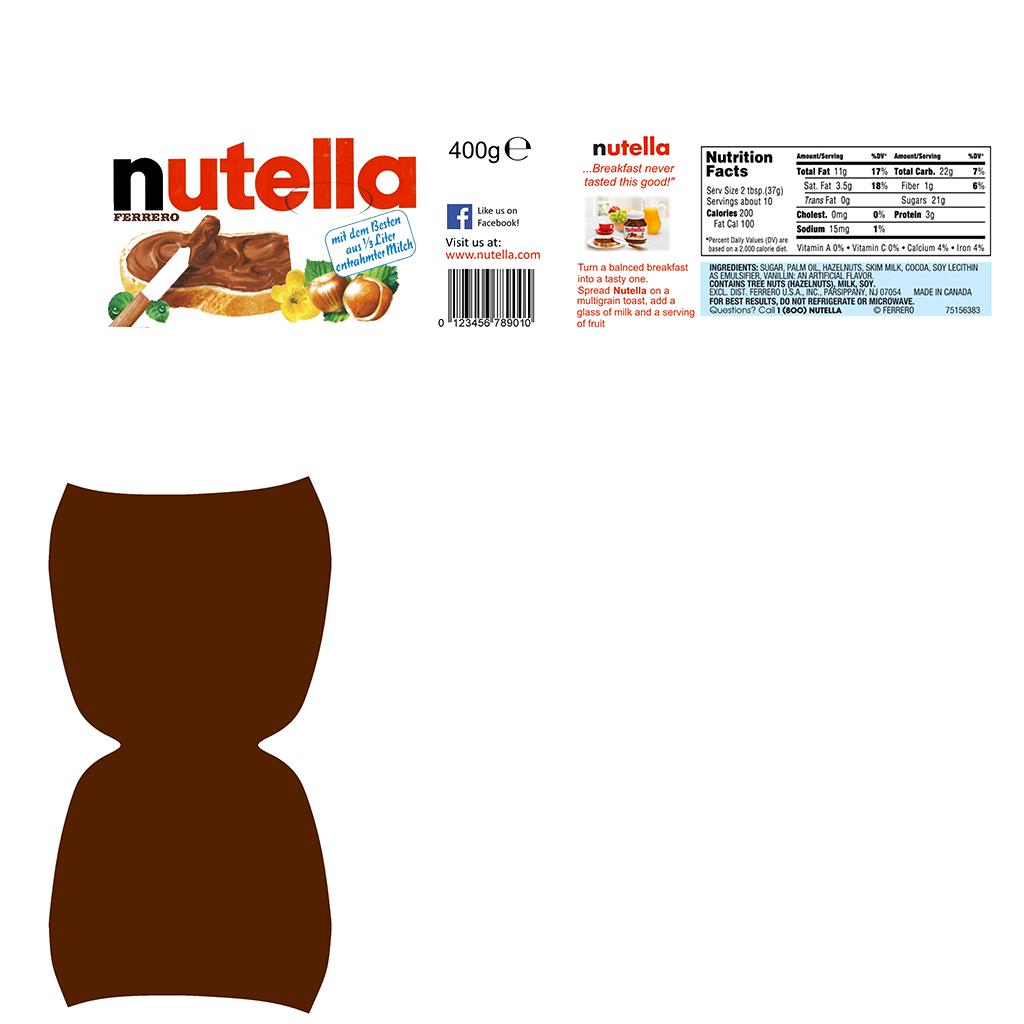 nutella
FERRERO
mit dem Besten
aus ⅓ Liter
entrahmter Milch
400g ℮
Like us on
Facebook!
Visit us at:
www.nutella.com
0 123456 789010
nutella
...Breakfast never
tasted this good!"
nutella
Turn a balnced breakfast
into a tasty one.
Spread Nutella on a
multigrain toast, add a
glass of milk and a serving
of fruit
Nutrition
Facts
Serv Size 2 tbsp.(37g)
Servings about 10
Calories 200
Fat Cal 100
*Percent Daily Values (DV) are
based on a 2,000 calorie diet.
Amount/Serving %DV* Amount/Serving %DV*
Total Fat 11g 17% Total Carb. 22g 7%
Sat. Fat 3.5g 18% Fiber 1g 6%
Trans Fat 0g Sugars 21g
Cholest. 0mg 0% Protein 3g
Sodium 15mg 1%
Vitamin A 0% • Vitamin C 0% • Calcium 4% • Iron 4%
INGREDIENTS: SUGAR, PALM OIL, HAZELNUTS, SKIM MILK, COCOA, SOY LECITHIN
AS EMULSIFIER, VANILLIN: AN ARTIFICIAL FLAVOR.
CONTAINS TREE NUTS (HAZELNUTS), MILK, SOY.
EXCL. DIST. FERRERO U.S.A., INC., PARSIPPANY, NJ 07054 MADE IN CANADA
FOR BEST RESULTS, DO NOT REFRIGERATE OR MICROWAVE.
Questions? Call 1 (800) NUTELLA © FERRERO 75156383